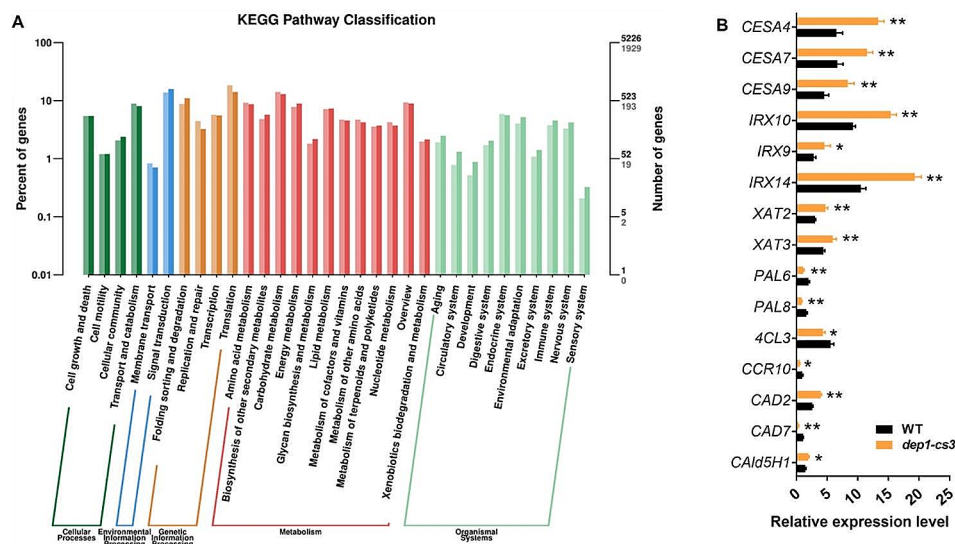 A
KEGG Pathway Classification
Percent of genes
100
10
1
0.1
0.01
5226
1929
523
193
52
19
5
2
1
0
Number of genes
Cell growth and death
Cell motility
Cellular community
Transport and catabolism
Membrane transport
Signal transduction
Folding sorting and degradation
Replication and repair
Transcription
Translation
Amino acid metabolism
Biosynthesis of other secondary metabolites
Carbohydrate metabolism
Energy metabolism
Glycan biosynthesis and metabolism
Lipid metabolism
Metabolism of cofactors and vitamins
Metabolism of other amino acids
Metabolism of terpenoids and polyketides
Nucleotide metabolism
Overview
Xenobiotics biodegradation and metabolism
Aging
Circulatory system
Development
Digestive system
Endocrine system
Environmental adaptation
Excretory system
Immune system
Nervous system
Sensory system
Cellular
Processes
Environmental
Information
Processing
Genetic
Information
Processing
Metabolism
Organismal
Systems
B
CESA4 **
CESA7 **
CESA9 **
IRX10 **
IRX9 *
IRX14 **
XAT2 **
XAT3 **
PAL6 **
PAL8 **
4CL3 *
CCR10 *
CAD2 **
CAD7 **
CAld5H1 *
WT
dep1-cs3
0 5 10 15 20 25
Relative expression level